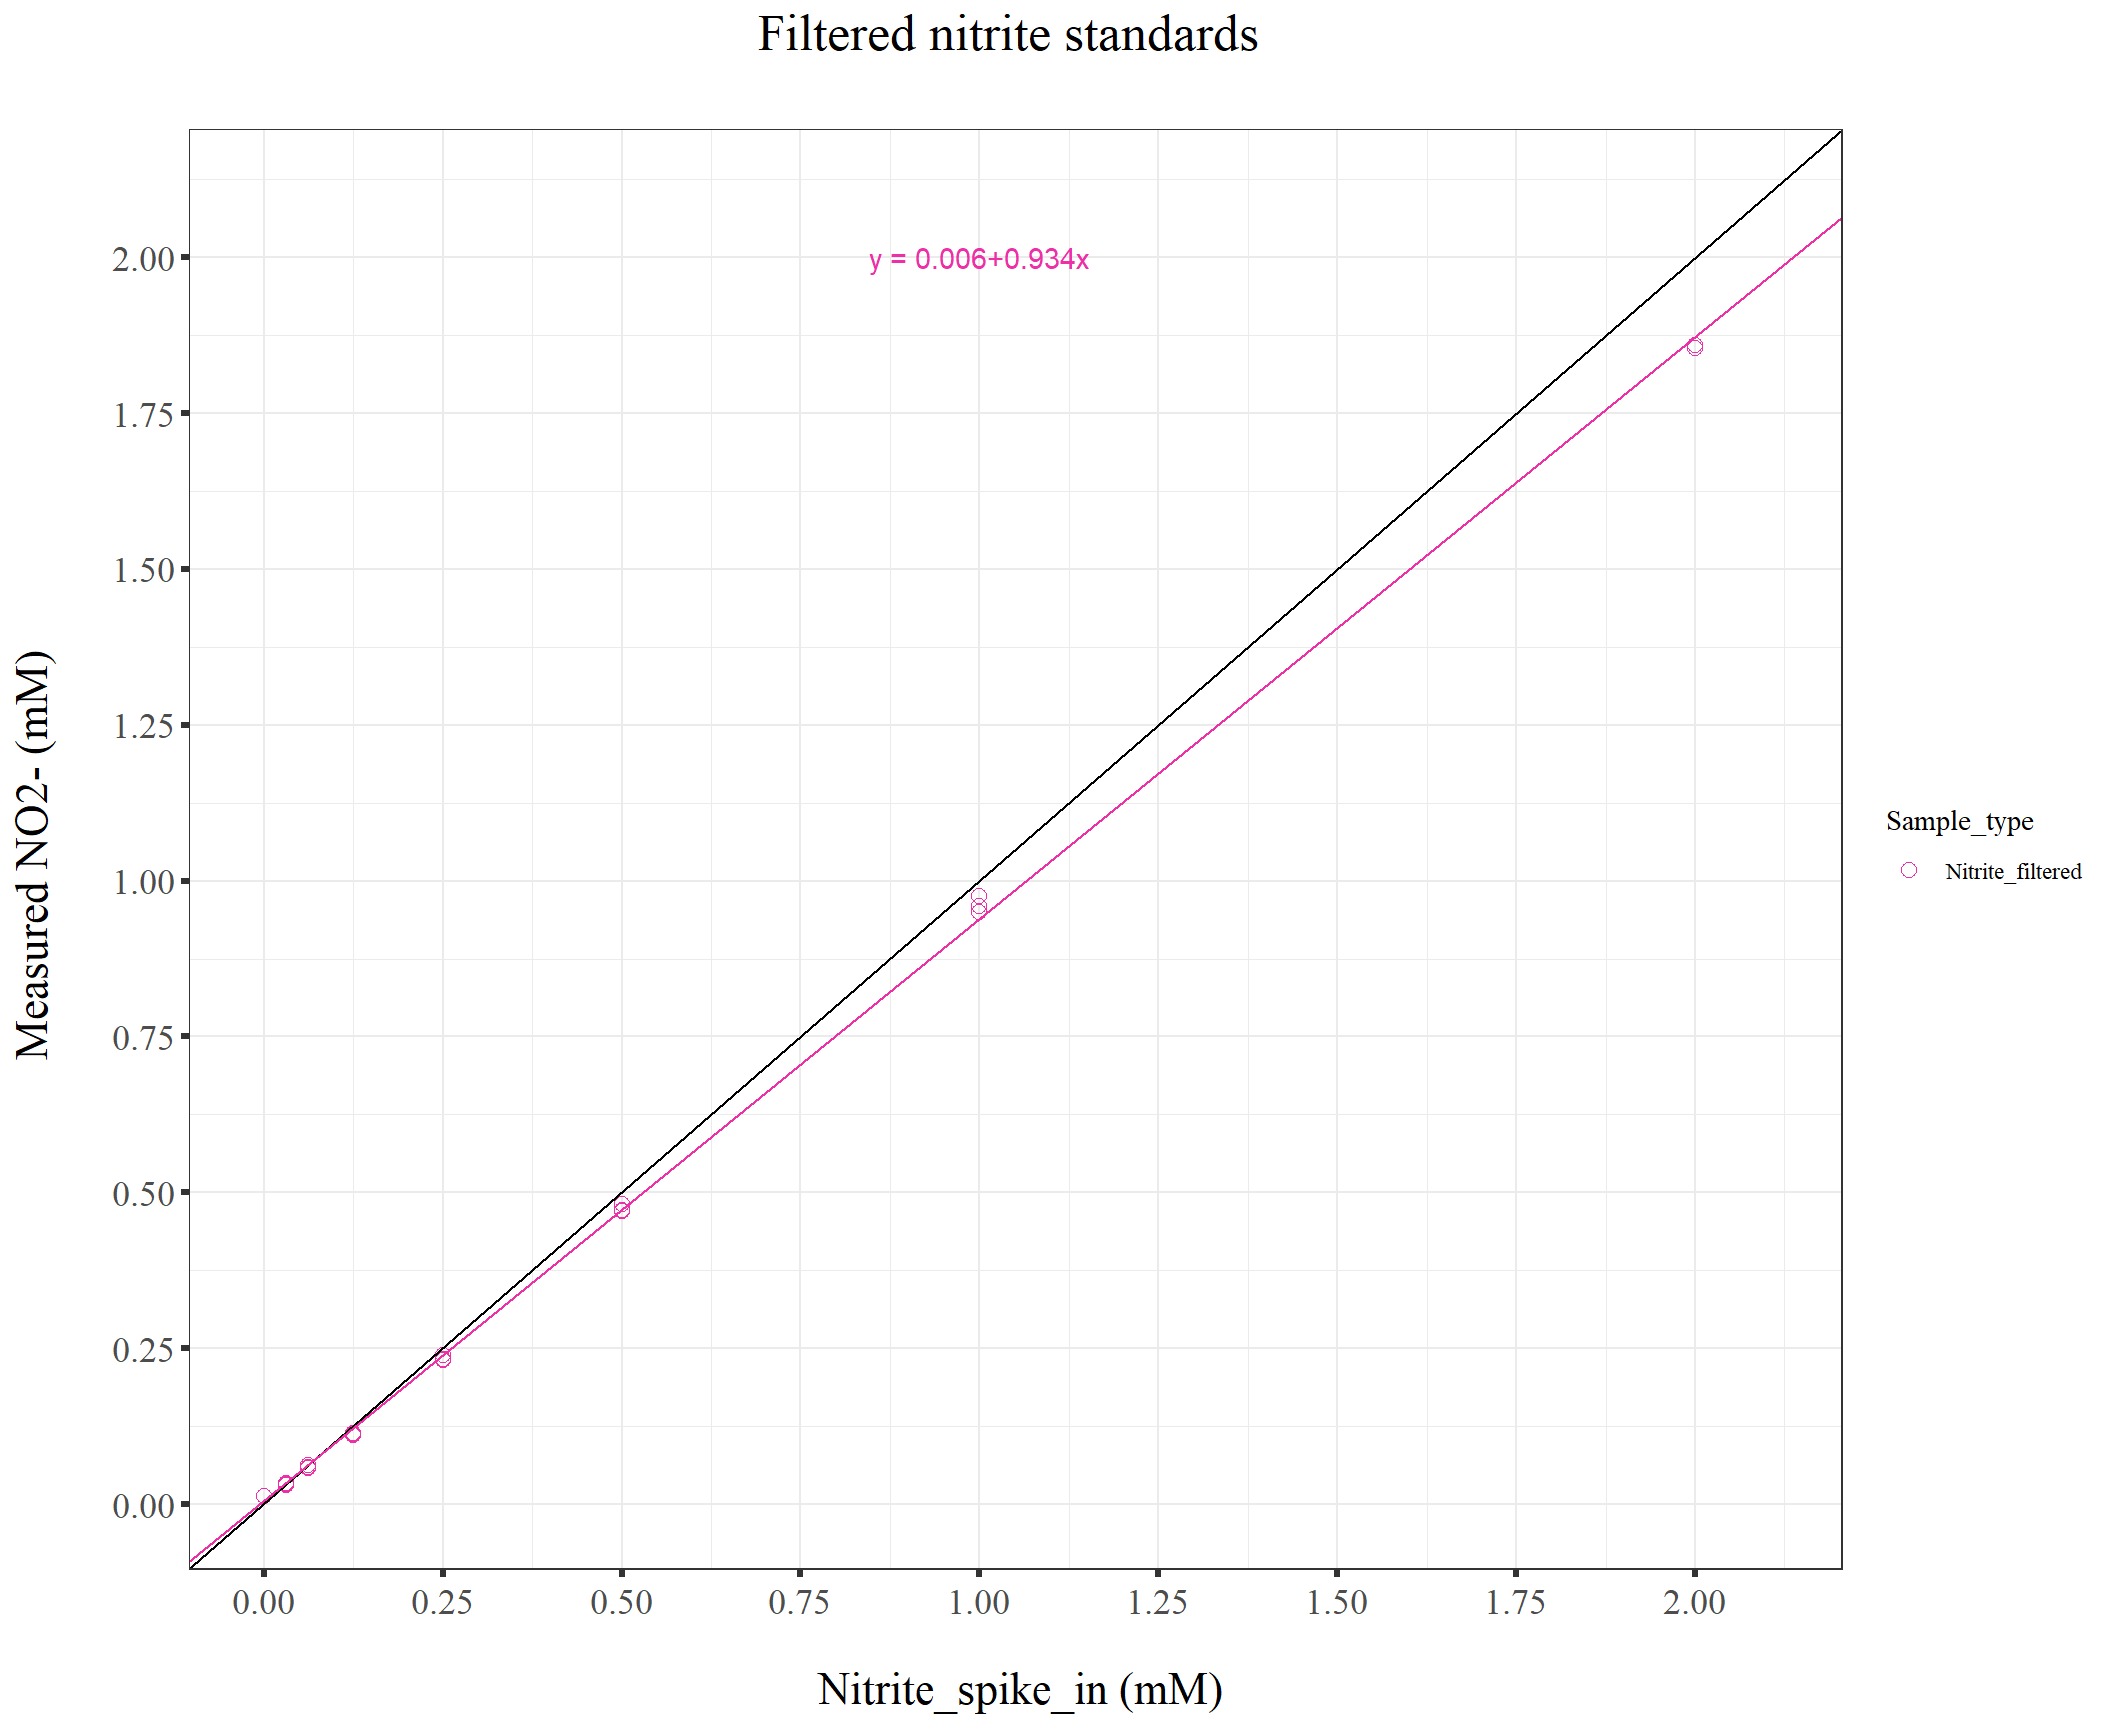 Filtered nitrite standards
y = 0.006+0.934x
Measured NO2- (mM)
2.00
1.75
1.50
1.25
1.00
0.75
0.50
0.25
0.00
0.00 0.25 0.50 0.75 1.00 1.25 1.50 1.75 2.00
Nitrite_spike_in (mM)
Sample_type
Nitrite_filtered